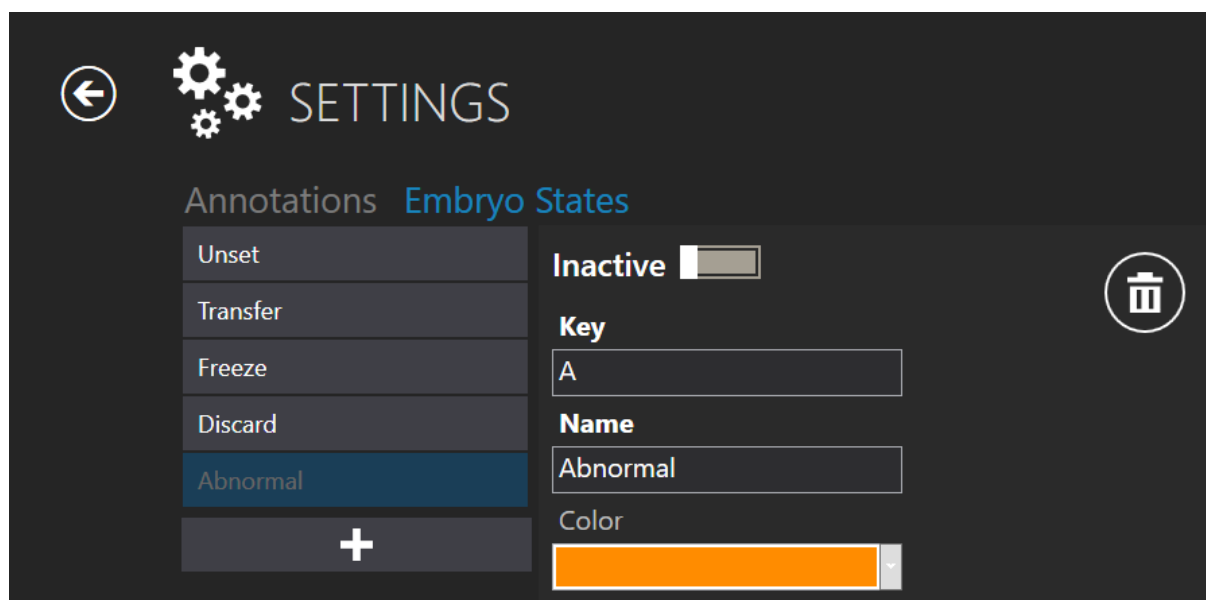 SETTINGS
Annotations Embryo States
Unset
Transfer
Freeze
Discard
Abnormal
Inactive
Key
A
Name
Abnormal
Color